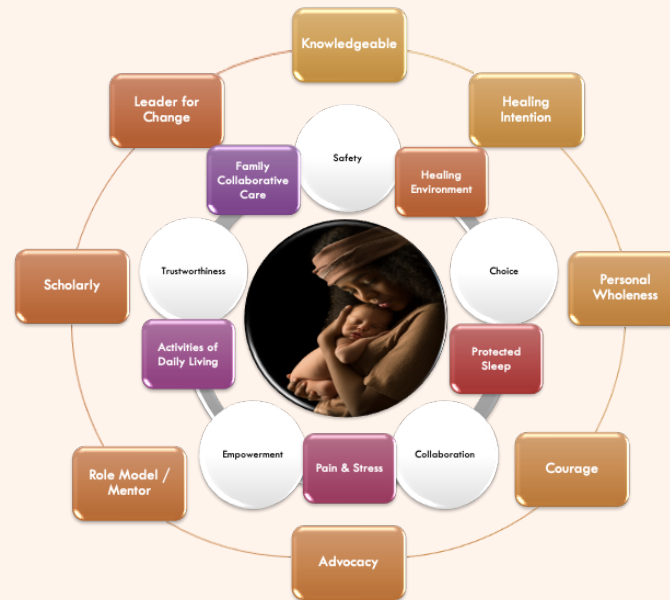 Knowledgeable
Leader for
Change
Healing
Intention
Safety
Family
Collaborative
Care
Healing
Environment
Trustworthiness
Choice
Scholarly
Personal
Wholeness
Activities of
Daily Living
Protected
Sleep
Empowerment
Pain & Stress
Collaboration
Role Model /
Mentor
Courage
Advocacy